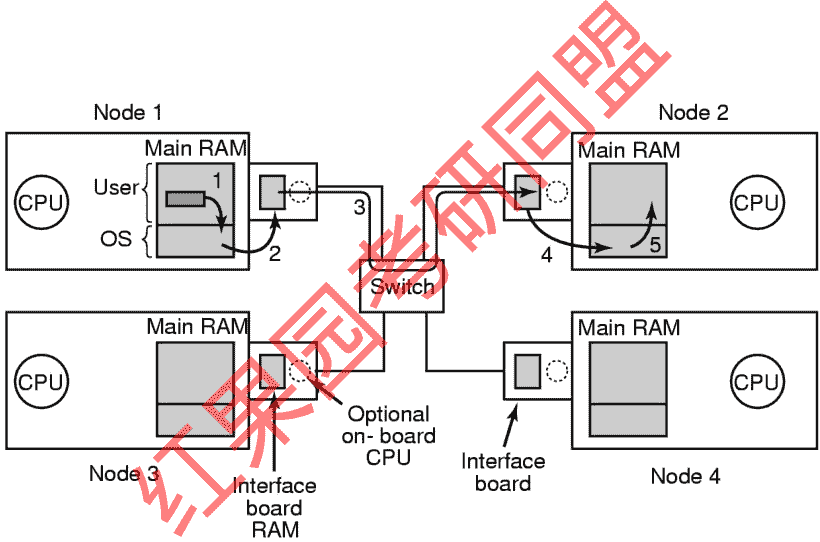 Node 1
Node 2
Main RAM
Main RAM
User
1
CPU
3
CPU
OS
2
4
5
Switch
Main RAM
Main RAM
CPU
CPU
Optional
on- board
CPU
Interface
board
Node 3
Interface
board
RAM
Node 4
红果园考研同盟